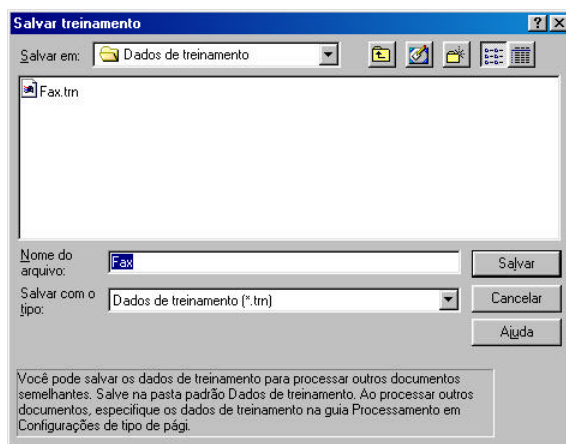 Salvar treinamento
Salvar em: Dados de treinamento
Fax.trn
Nome do
arquivo: Fax Salvar
Salvar com o
tipo: Dados de treinamento (*.trn) Cancelar
Ajuda
Você pode salvar os dados de treinamento para processar outros documentos
semelhantes. Salve na pasta padrão Dados de treinamento. Ao processar outros
documentos, especifique os dados de treinamento na guia Processamento em
Configurações de tipo de pági.